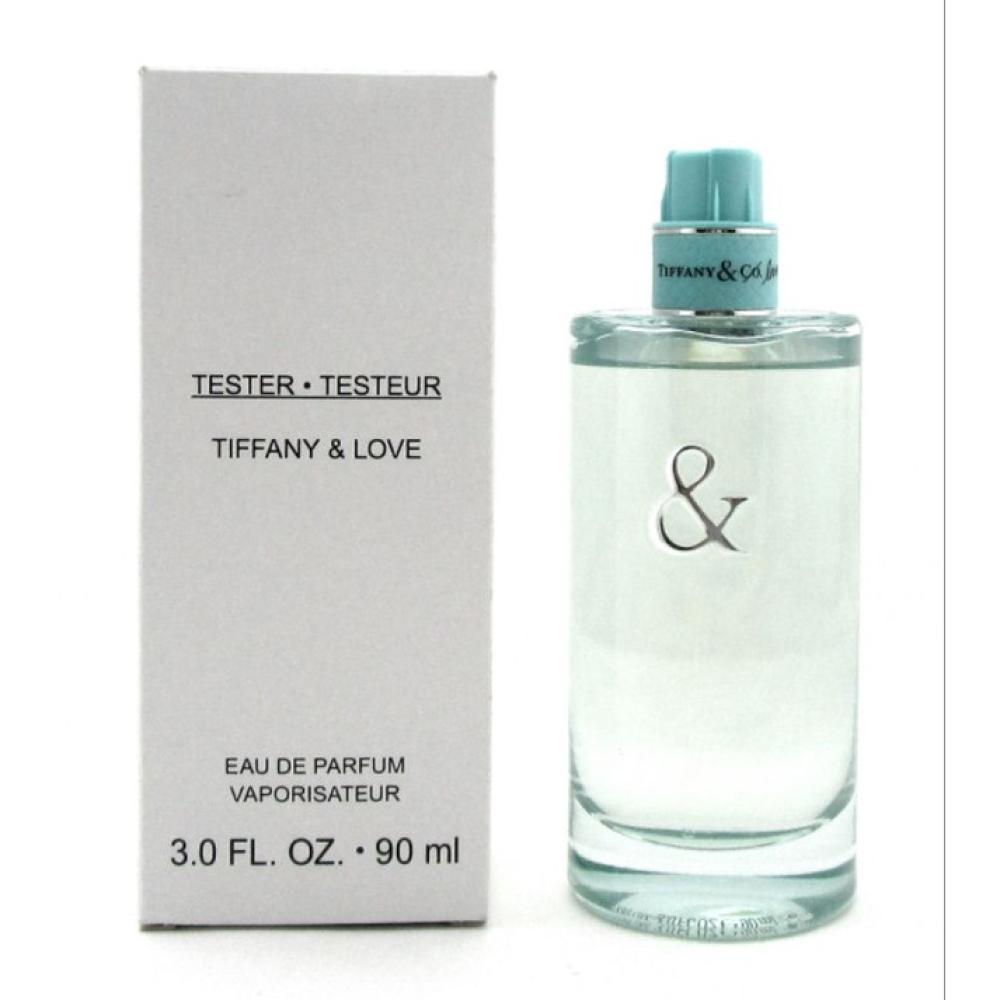 TESTER • TESTEUR
TIFFANY & LOVE
EAU DE PARFUM
VAPORISATEUR
3.0 FL. OZ. • 90 ml
TIFFANY & CO.
&